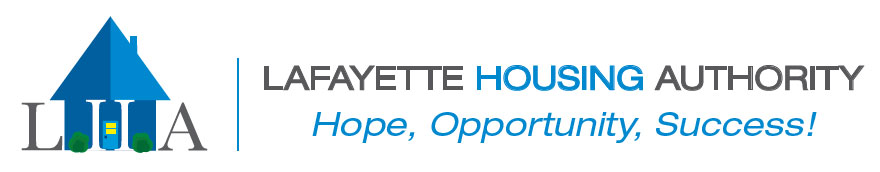 LHA
LAFAYETTE HOUSING AUTHORITY
Hope, Opportunity, Success!